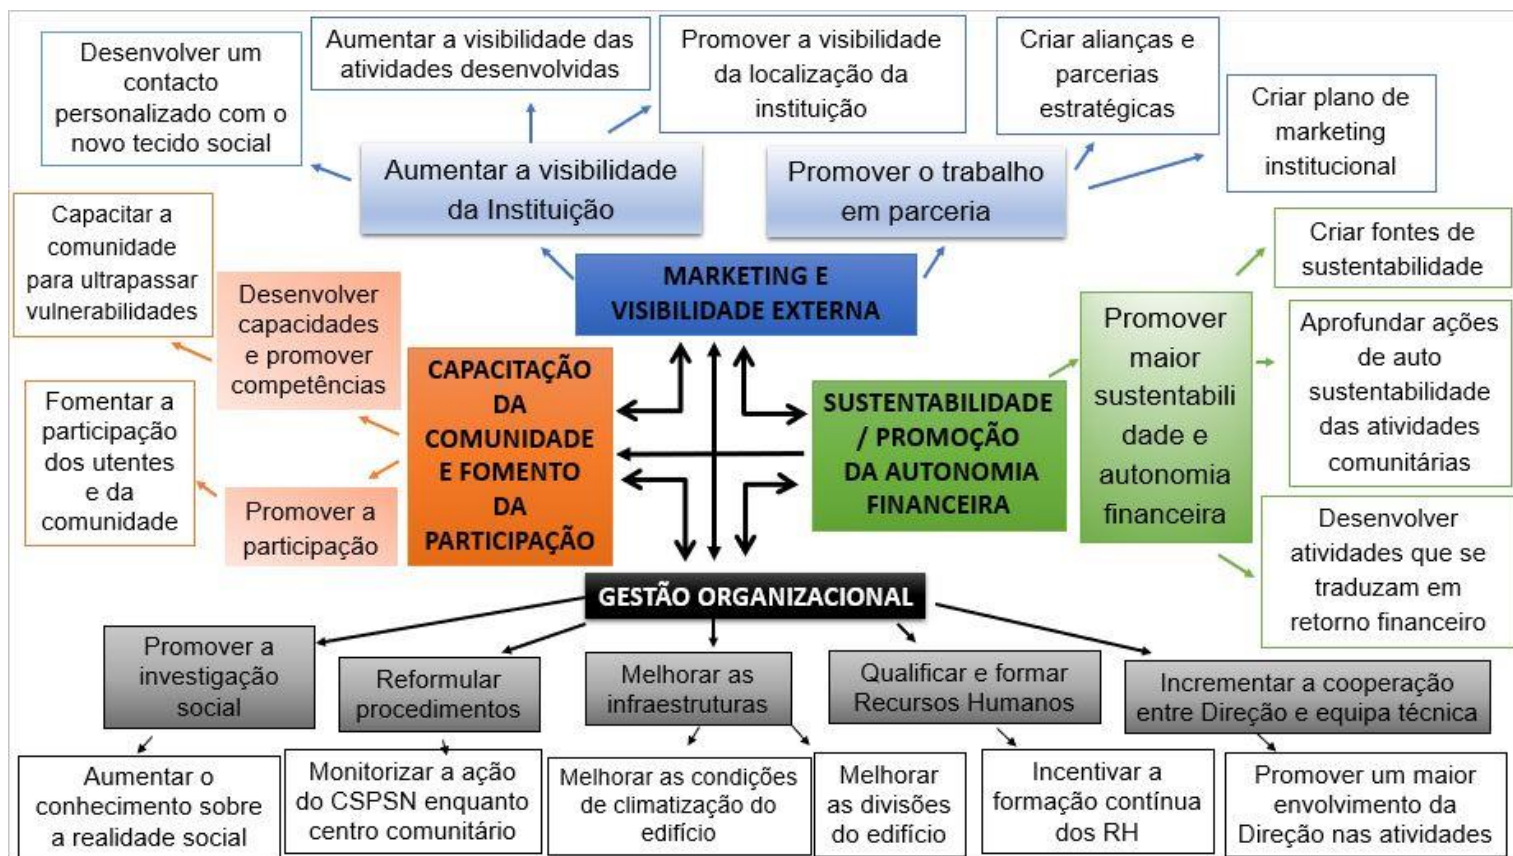 Desenvolver um
contacto
personalizado com o
novo tecido social
Aumentar a visibilidade das
atividades desenvolvidas
Promover a visibilidade
da localização da
instituição
Criar alianças e
parcerias
estratégicas
Criar plano de
marketing
institucional
Aumentar a visibilidade
da Instituição
Promover o trabalho
em parceria
Capacitar a
comunidade
para ultrapassar
vulnerabilidades
Desenvolver
capacidades
e promover
competências
MARKETING E
VISIBILIDADE EXTERNA
Criar fontes de
sustentabilidade
Promover
maior
sustentabili
dade e
autonomia
financeira
Aprofundar ações
de auto
sustentabilidade
das atividades
comunitárias
Fomentar a
participação
dos utentes
e da
comunidade
Promover a
participação
CAPACITAÇÃO
DA
COMUNIDADE
E FOMENTO
DA
PARTICIPAÇÃO
SUSTENTABILIDADE
/ PROMOÇÃO
DA AUTONOMIA
FINANCEIRA
Desenvolver
atividades que se
traduzam em
retorno financeiro
GESTÃO ORGANIZACIONAL
Promover a
investigação
social
Reformular
procedimentos
Melhorar as
infraestruturas
Qualificar e formar
Recursos Humanos
Incrementar a cooperação
entre Direção e equipa técnica
Aumentar o
conhecimento sobre
a realidade social
Monitorizar a ação
do CSPSN enquanto
centro comunitário
Melhorar as condições
de climatização do
edifício
Melhorar
as divisões
do edifício
Incentivar a
formação contínua
dos RH
Promover um maior
envolvimento da
Direção nas atividades